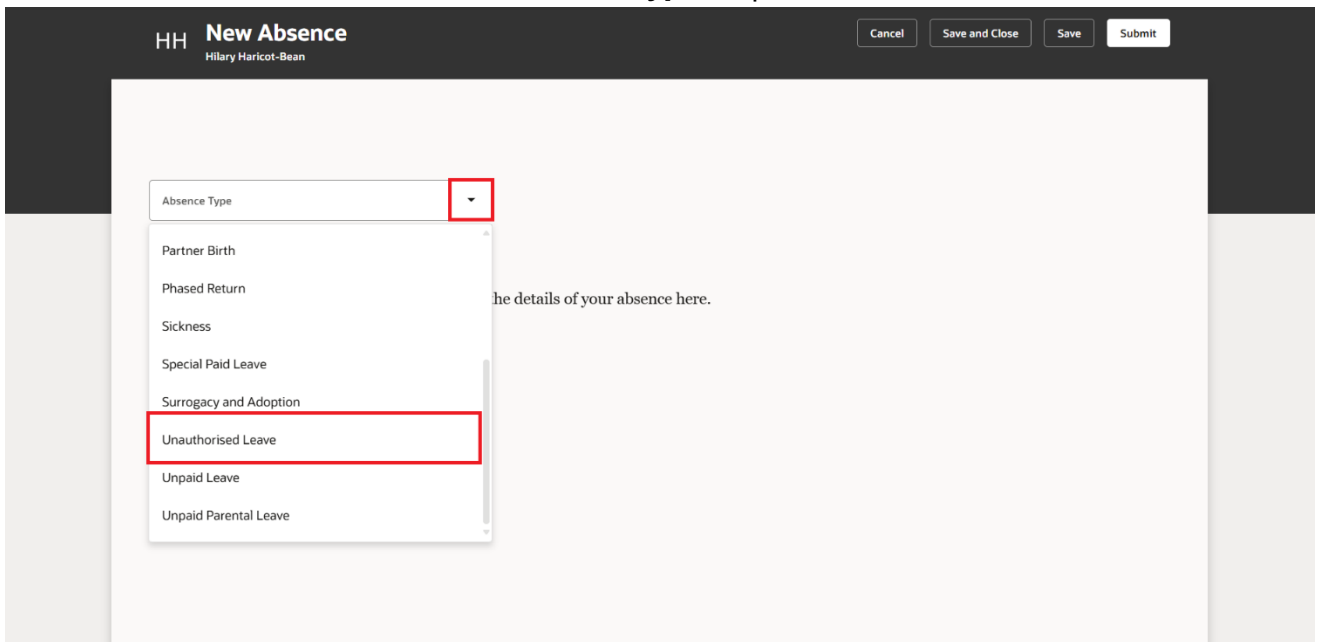 HH
New Absence
Hilary Haricot-Bean
Cancel
Save and Close
Save
Submit
Absence Type
Partner Birth
Phased Return
Sickness
Special Paid Leave
Surrogacy and Adoption
Unauthorised Leave
Unpaid Leave
Unpaid Parental Leave
the details of your absence here.